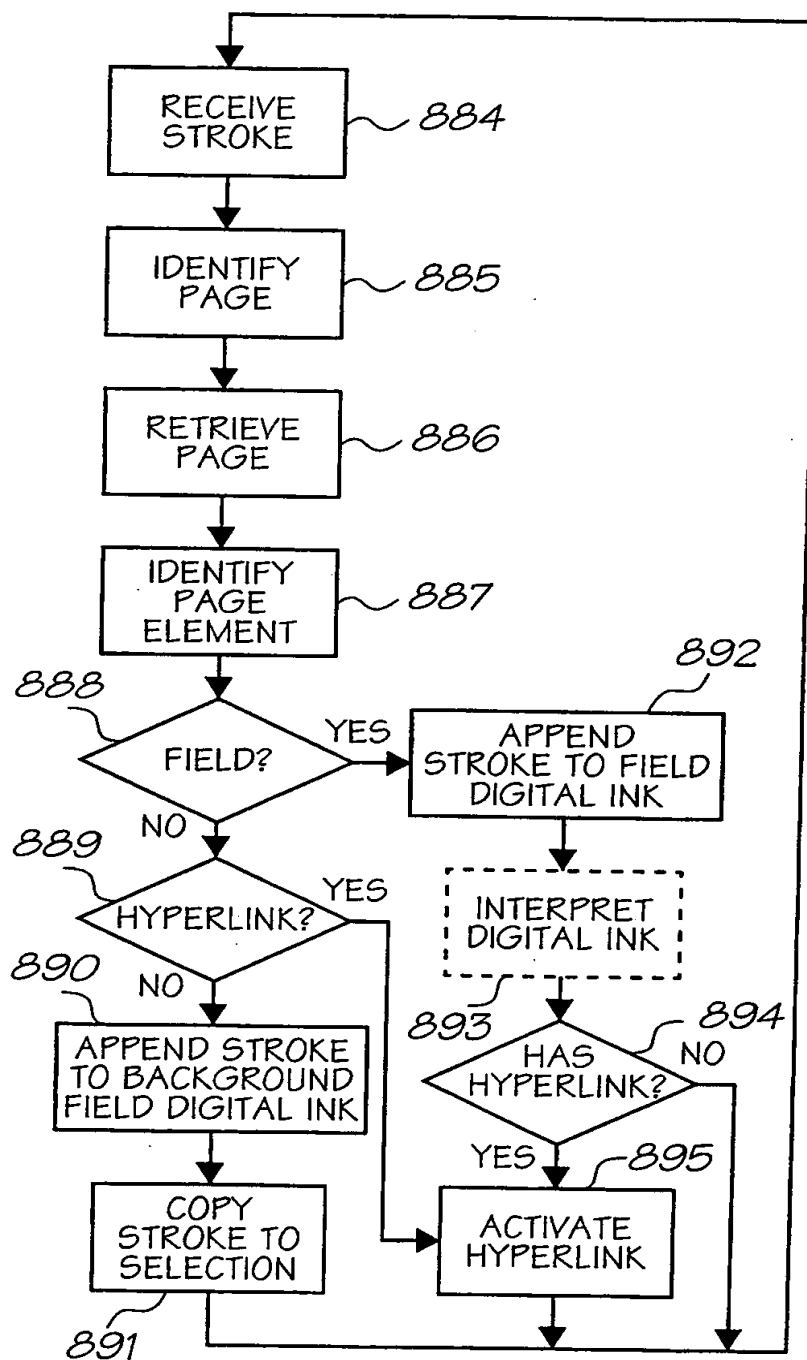 RECEIVE
STROKE
884
IDENTIFY
PAGE
885
RETRIEVE
PAGE
886
IDENTIFY
PAGE
ELEMENT
887
888
FIELD?
YES
NO
892
APPEND
STROKE TO FIELD
DIGITAL INK
889
HYPERLINK?
YES
NO
INTERPRET
DIGITAL INK
893
890
APPEND STROKE
TO BACKGROUND
FIELD DIGITAL INK
894
HAS
HYPERLINK?
NO
YES
COPY
STROKE TO
SELECTION
891
895
ACTIVATE
HYPERLINK